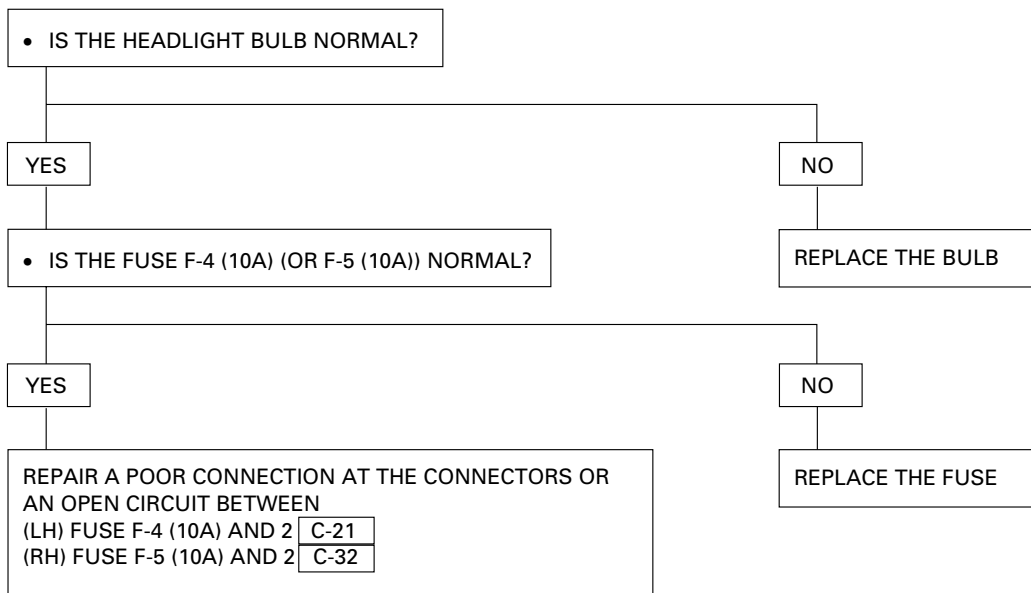 • IS THE HEADLIGHT BULB NORMAL?
YES
NO
• IS THE FUSE F-4 (10A) (OR F-5 (10A)) NORMAL?
REPLACE THE BULB
YES
NO
REPAIR A POOR CONNECTION AT THE CONNECTORS OR
AN OPEN CIRCUIT BETWEEN
(LH) FUSE F-4 (10A) AND 2 C-21
(RH) FUSE F-5 (10A) AND 2 C-32
REPLACE THE FUSE